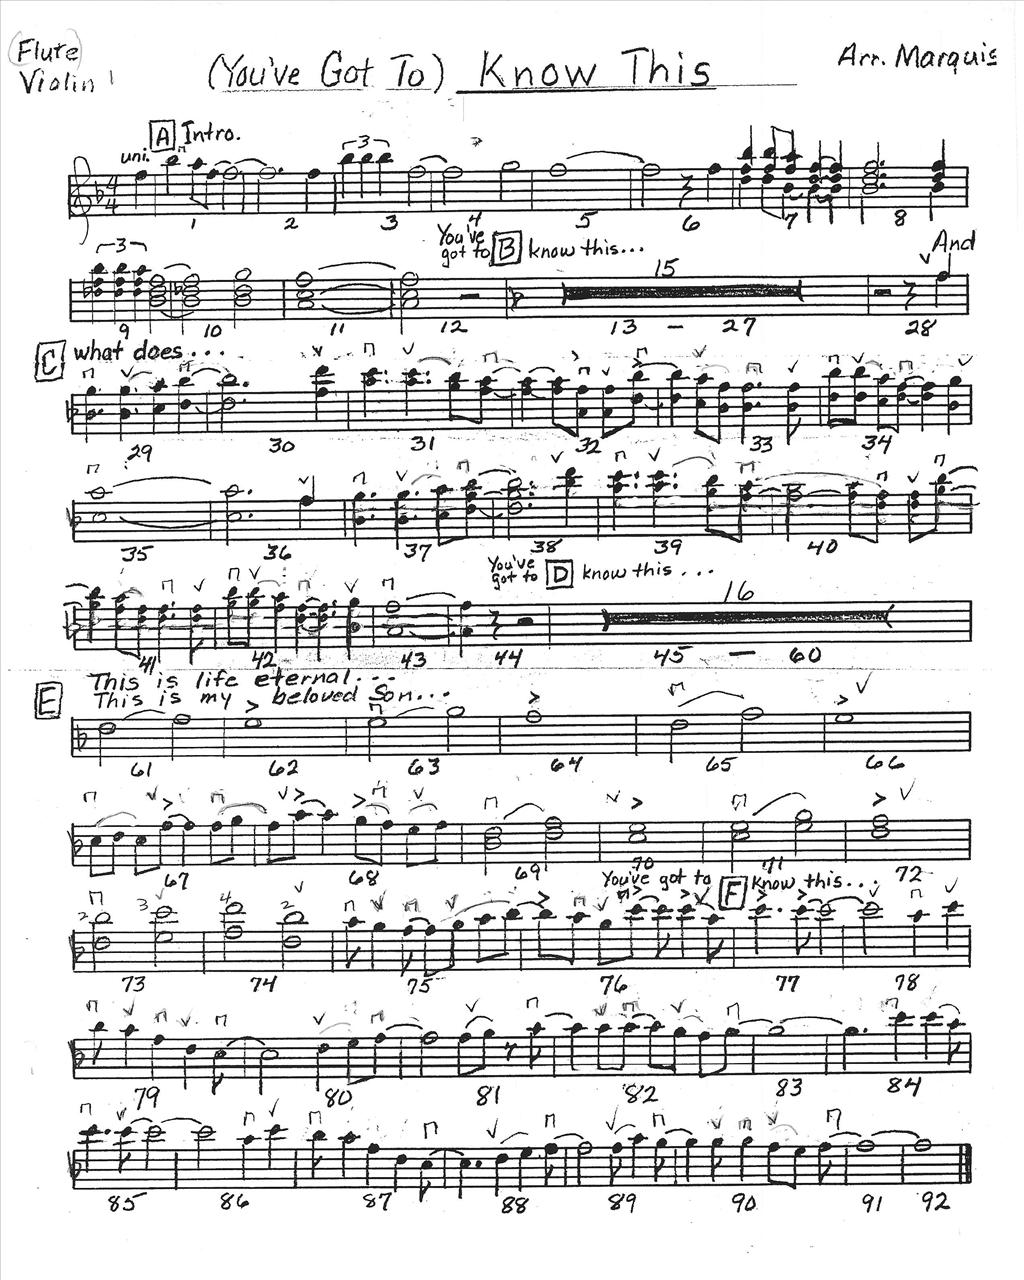 (Flute)
Violin 1
(You've Got To) Know This
Arr. Marquis
A Intro.
uni.
3
4
4
1 2 3 4 5 6 7 8
You've
got to B know this...
And
3
15
9 10 11 12 13 - 27 28
C what does...
29 30 31 32 33 34
35 36 37 38 39 40
You've
got to D know this...
16
41 42 43 44 45 - 60
This is life eternal...
E This is my beloved Son...
61 62 63 64 65 66
67 68 69 70 71 72
You've got to F know this...
2 3 4 2
73 74 75 76 77 78
79 80 81 82 83 84
85 86 87 88 89 90 91 92